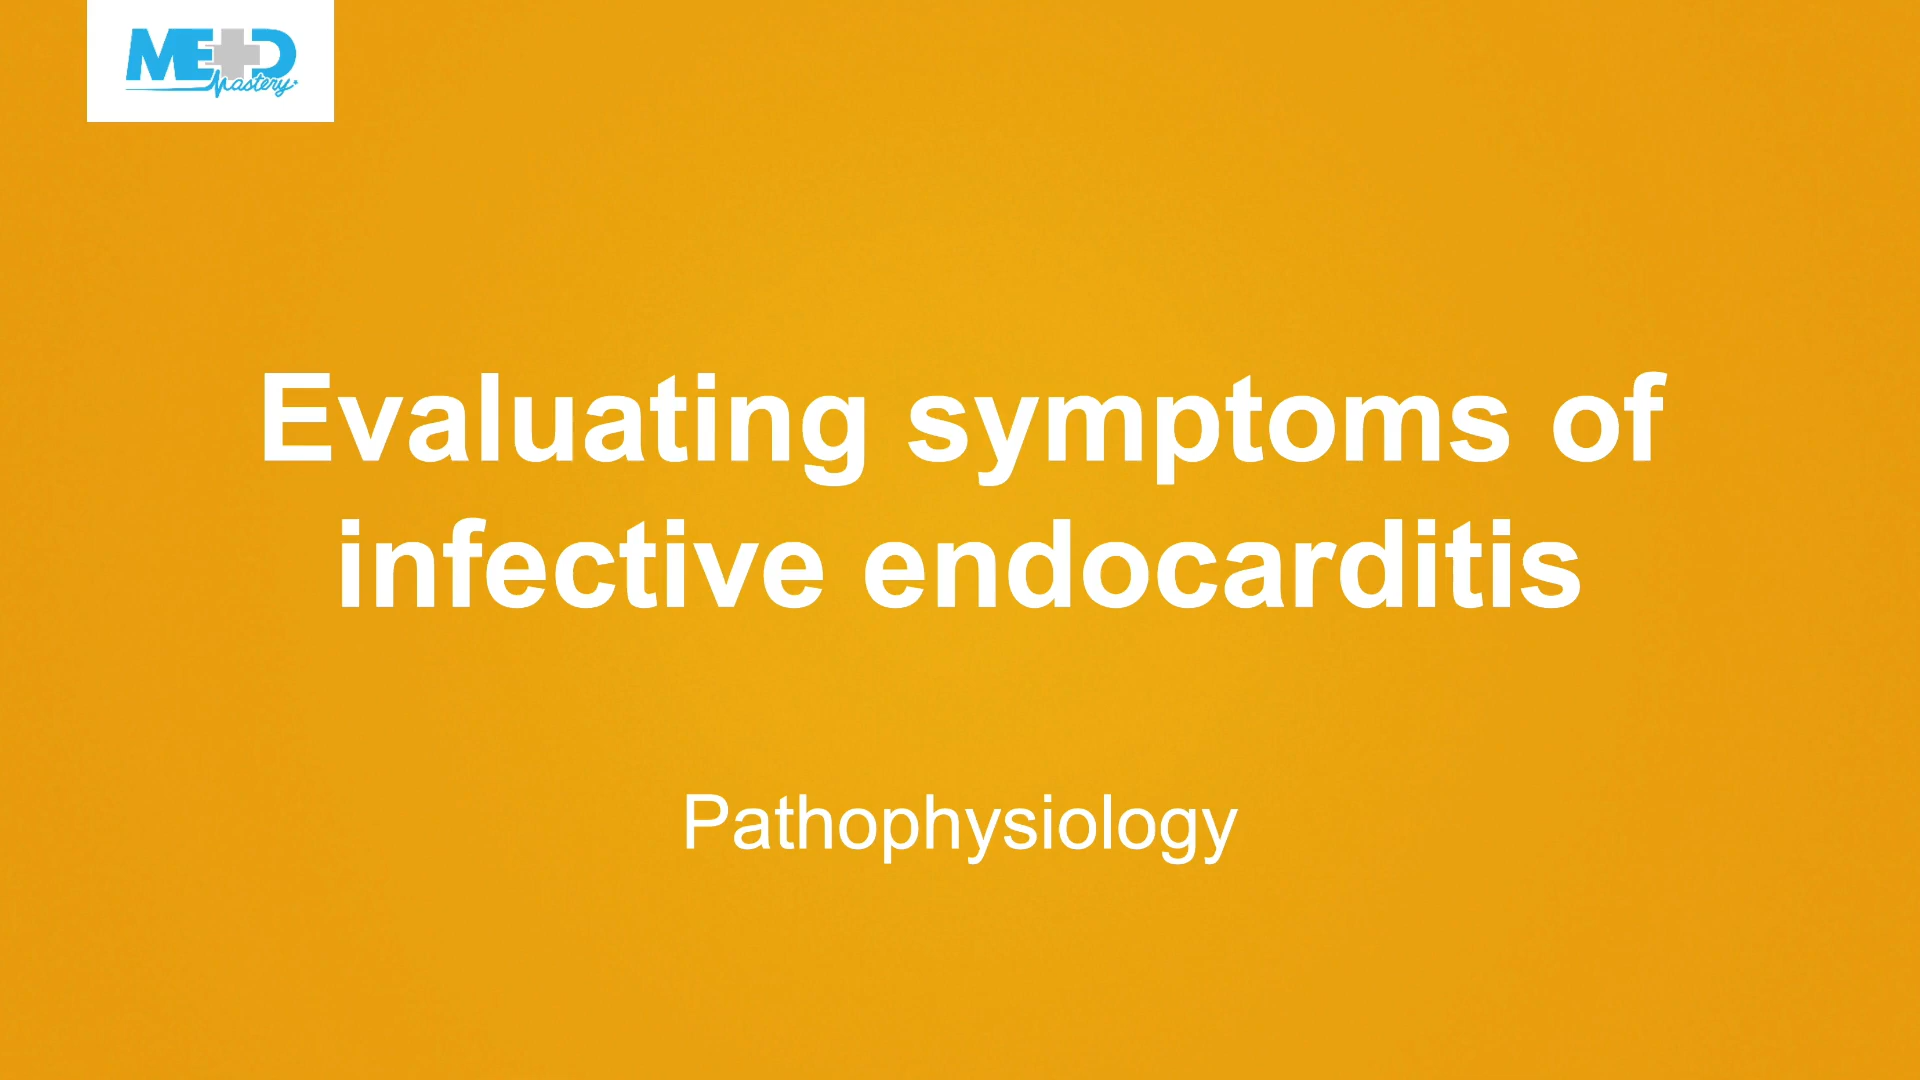 MED
Mastery
Evaluating symptoms of
infective endocarditis
Pathophysiology